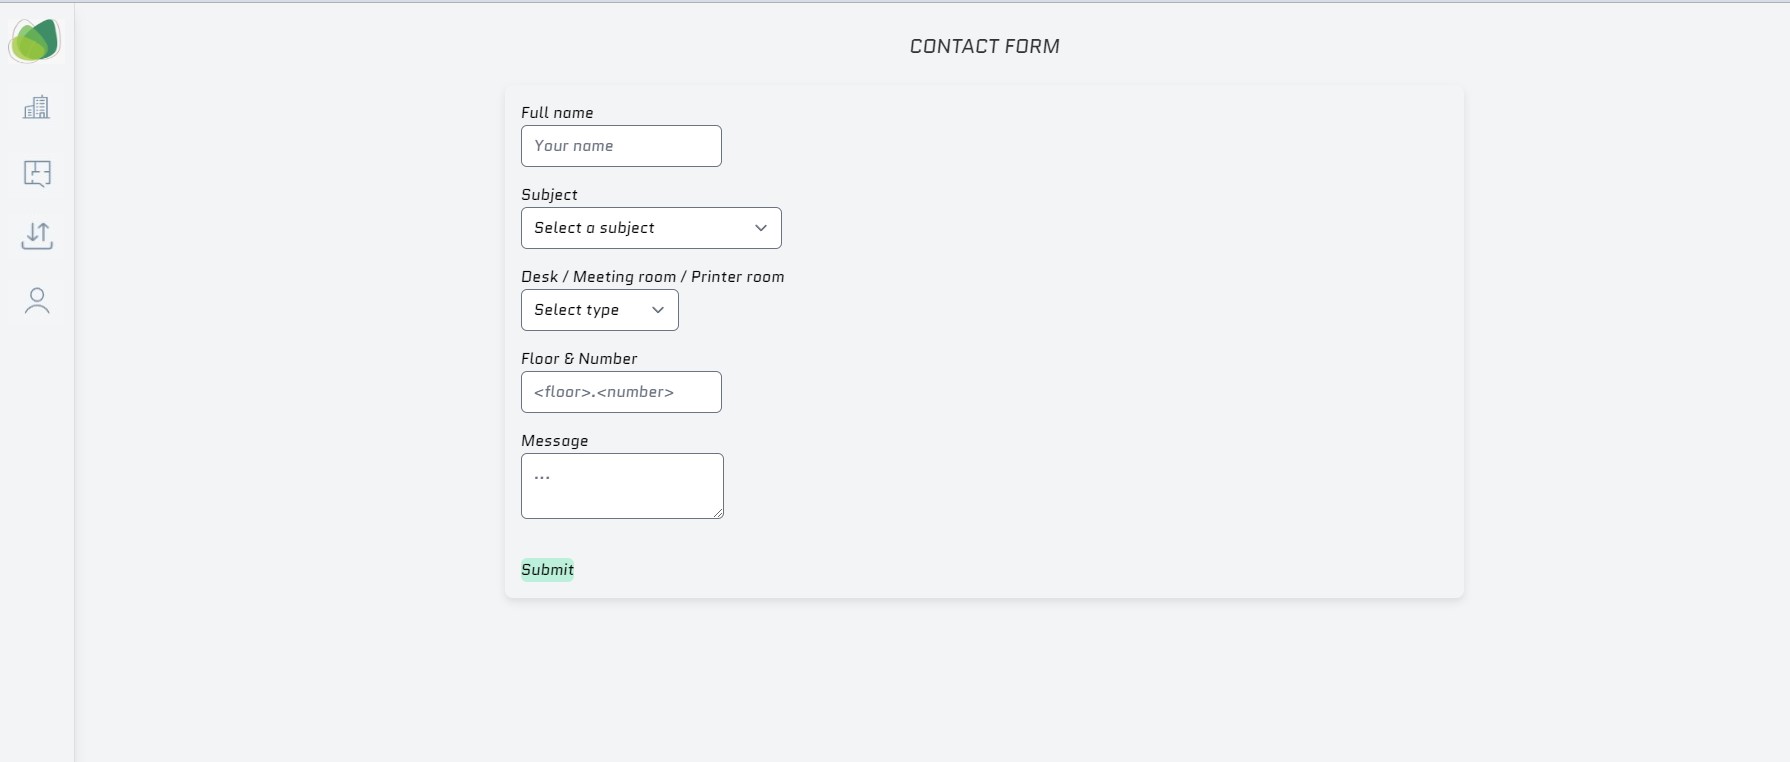 CONTACT FORM
Full name
Your name
Subject
Select a subject
Desk / Meeting room / Printer room
Select type
Floor & Number
<floor>.<number>
Message
...
Submit